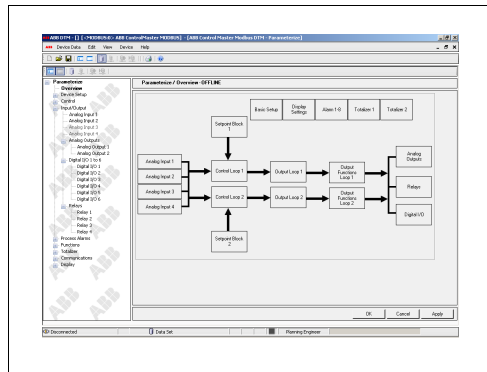 ABB DTM - [] [<MODBUS:0> ABB ControlMaster MODBUS] - [ABB Control Master Modbus DTM - Parameterize]
ABB Device Data Edit View Device Help
Parameterize
Overview
Device Setup
Control
Input/Output
Analog Input 1
Analog Input 2
Analog Input 3
Analog Input 4
Analog Outputs
Analog Output 1
Analog Output 2
Digital I/O 1 to 6
Digital I/O 1
Digital I/O 2
Digital I/O 3
Digital I/O 4
Digital I/O 5
Digital I/O 6
Relays
Relay 1
Relay 2
Relay 3
Relay 4
Process Alarms
Functions
Totalizer
Communications
Display
ABB ABB
ABB ABB
ABB ABB
Parameterize / Overview - OFFLINE
Basic Setup
Display
Settings
Alarm 1-8
Totalizer 1
Totalizer 2
Setpoint Block
1
Analog Input 1
Analog Input 2
Analog Input 3
Analog Input 4
Control Loop 1
Output Loop 1
Output
Functions
Loop 1
Control Loop 2
Output Loop 2
Output
Functions
Loop 2
Analog
Outputs
Relays
Digital I/O
Setpoint Block
2
OK Cancel Apply
Disconnected Data Set Planning Engineer